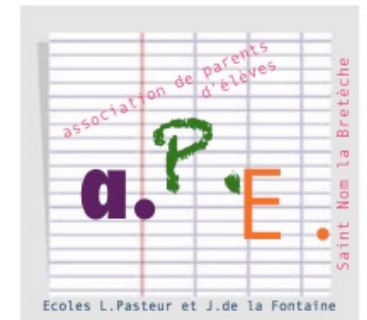 association de parents
d'élèves
a.P.E.
Saint Nom la Bretèche
Ecoles L.Pasteur et J.de la Fontaine